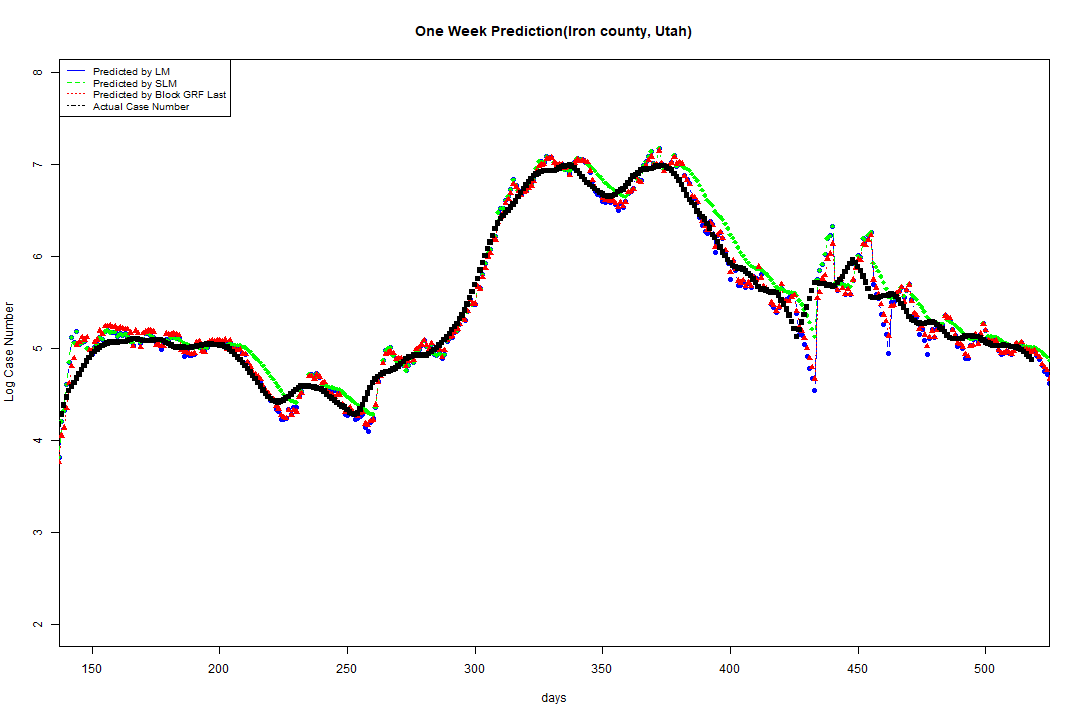 One Week Prediction(Iron county, Utah)
Predicted by LM
Predicted by SLM
Predicted by Block GRF Last
Actual Case Number
8
7
6
5
4
3
2
Log Case Number
150 200 250 300 350 400 450 500
days